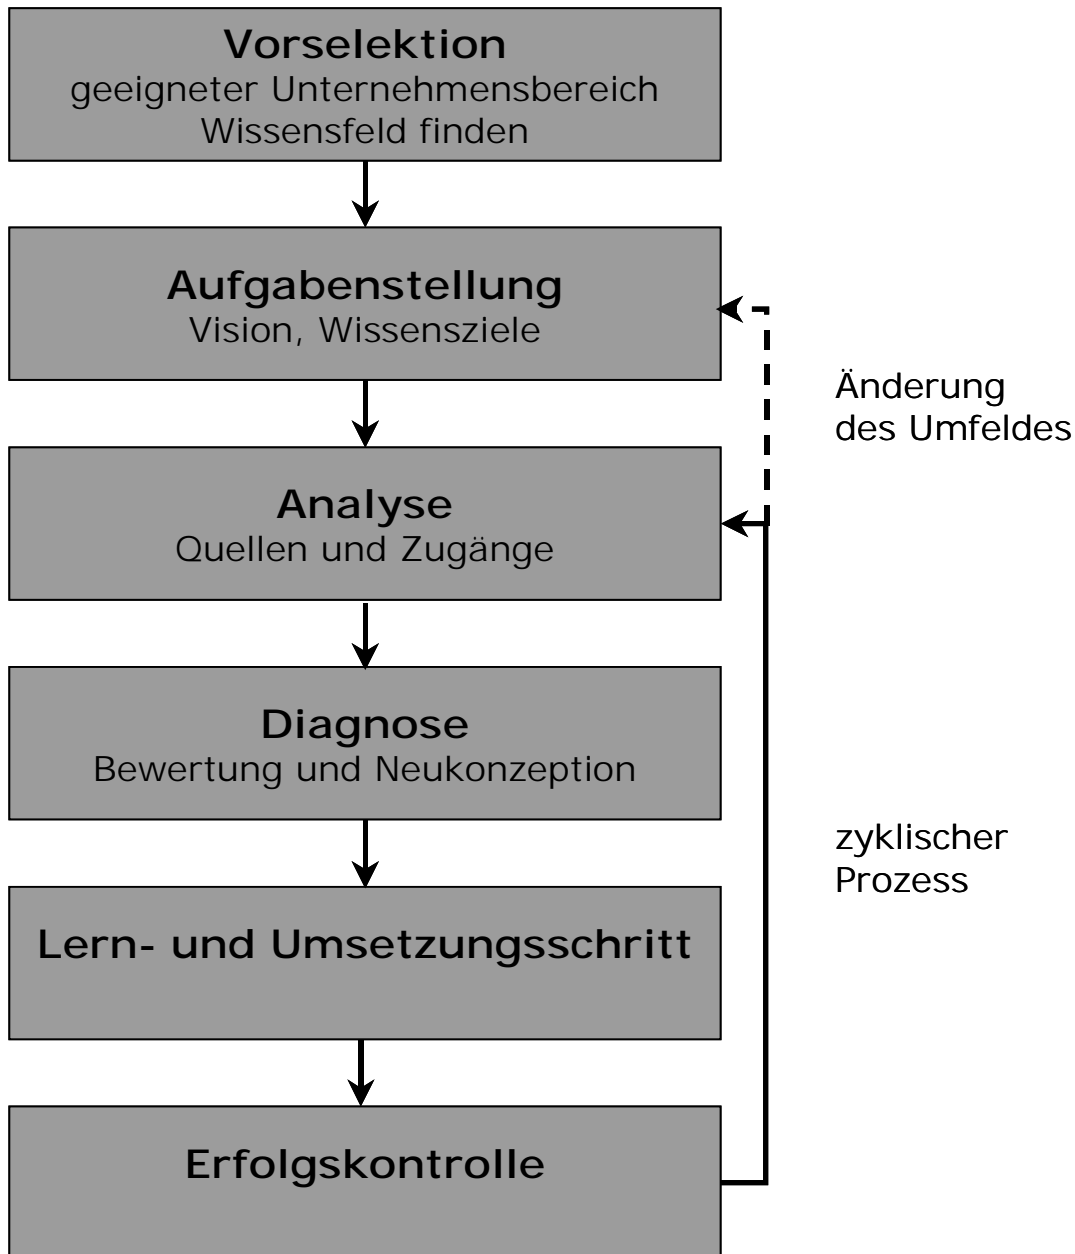 Vorselektion
geeigneter Unternehmensbereich
Wissensfeld finden
Aufgabenstellung
Vision, Wissensziele
Änderung
des Umfeldes
Analyse
Quellen und Zugänge
Diagnose
Bewertung und Neukonzeption
zyklischer
Prozess
Lern- und Umsetzungsschritt
Erfolgskontrolle